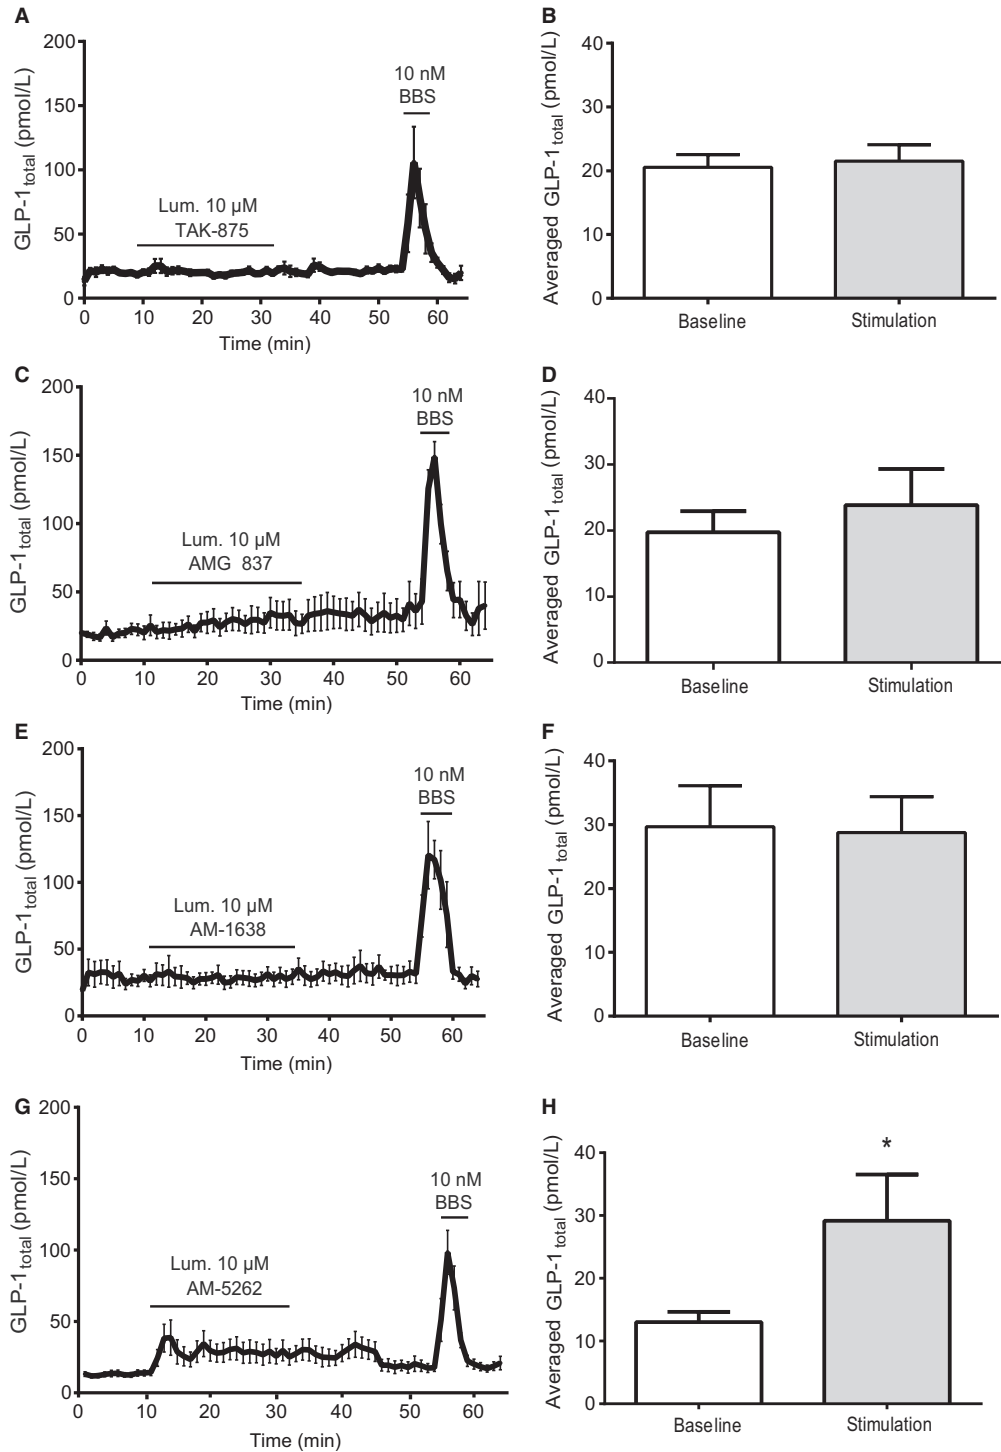 A
GLP-1total (pmol/L)
200
150
100
50
0
Lum. 10 µM
TAK-875
10 nM
BBS
0 10 20 30 40 50 60
Time (min)
B
Averaged GLP-1total (pmol/L)
40
30
20
10
0
Baseline Stimulation
C
GLP-1total (pmol/L)
200
150
100
50
0
Lum. 10 µM
AMG 837
10 nM
BBS
0 10 20 30 40 50 60
Time (min)
D
Averaged GLP-1total (pmol/L)
40
30
20
10
0
Baseline Stimulation
E
GLP-1total (pmol/L)
200
150
100
50
0
Lum. 10 µM
AM-1638
10 nM
BBS
0 10 20 30 40 50 60
Time (min)
F
Averaged GLP-1total (pmol/L)
40
30
20
10
0
Baseline Stimulation
G
GLP-1total (pmol/L)
200
150
100
50
0
Lum. 10 µM
AM-5262
10 nM
BBS
0 10 20 30 40 50 60
Time (min)
H
Averaged GLP-1total (pmol/L)
40
30
20
10
0
*
Baseline Stimulation